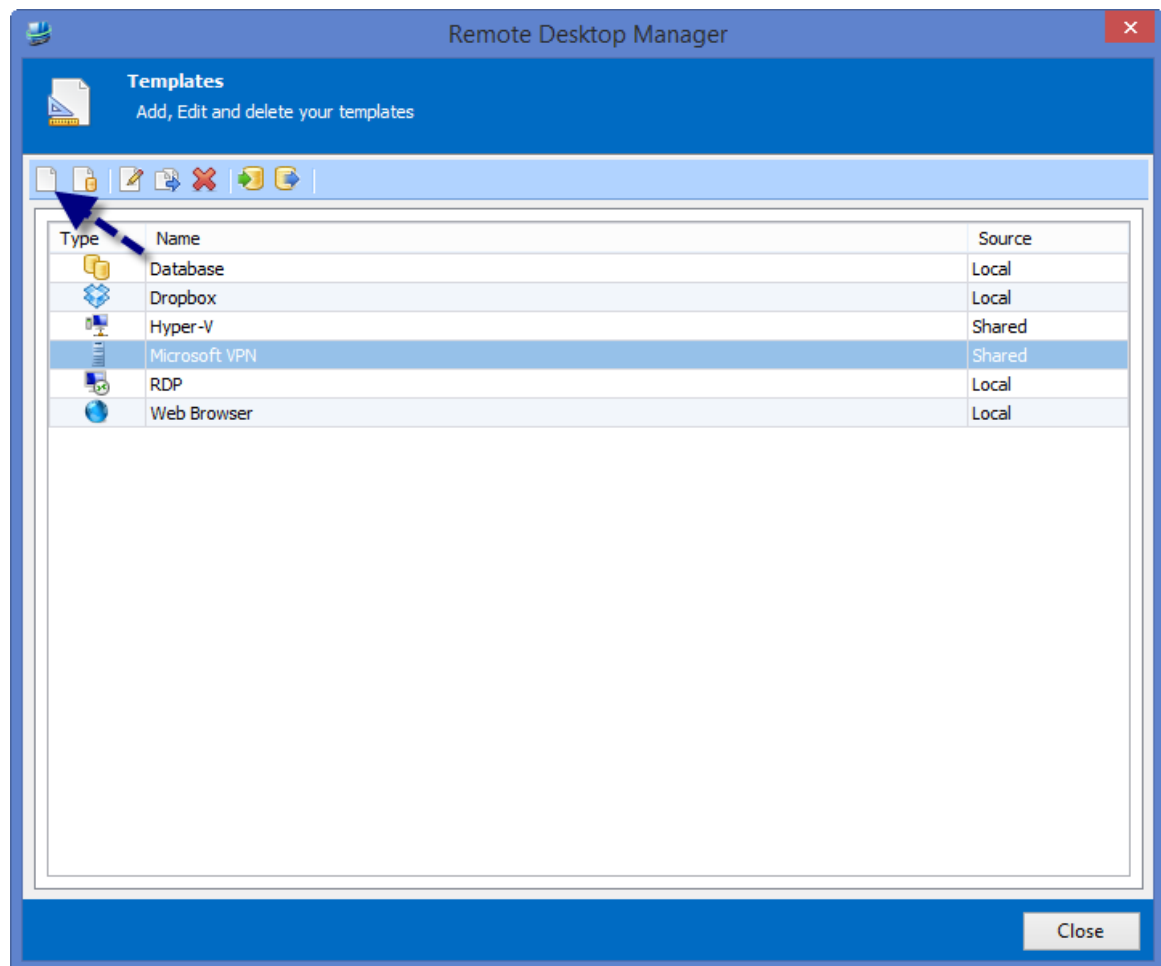 Remote Desktop Manager
Templates
Add, Edit and delete your templates
Type Name Source
Database Local
Dropbox Local
Hyper-V Shared
Microsoft VPN Shared
RDP Local
Web Browser Local
Close